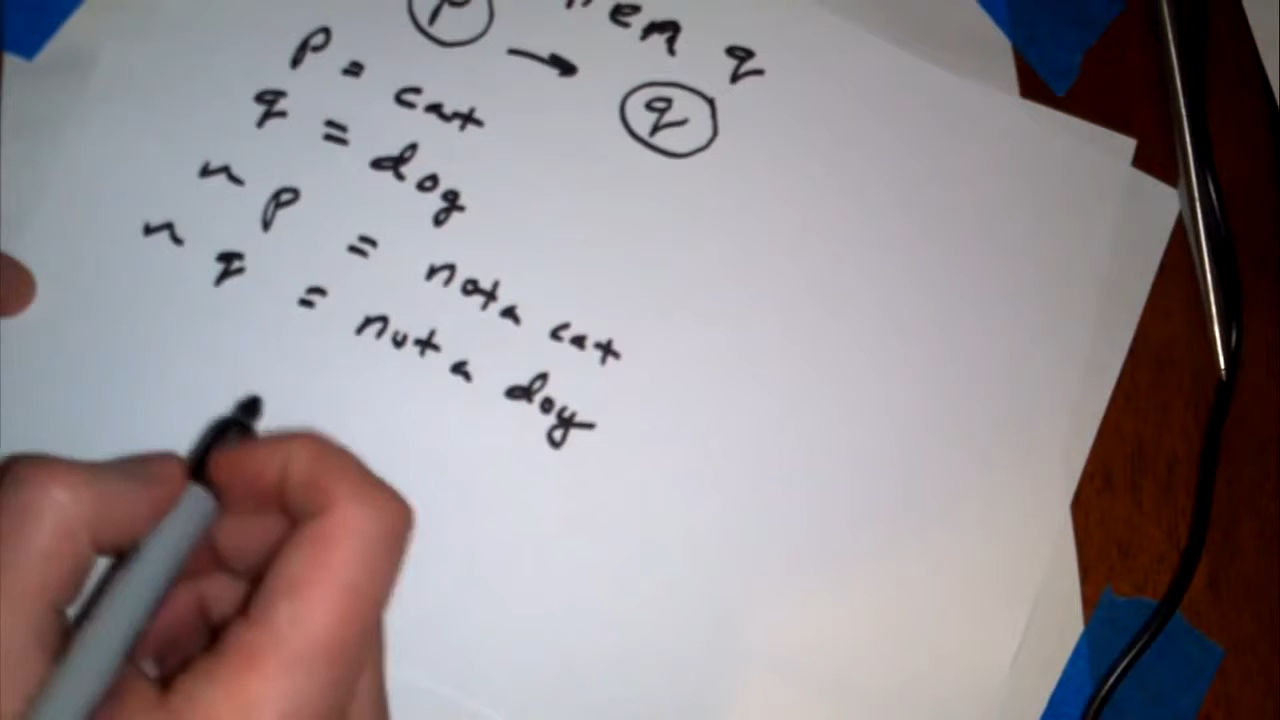 p → q
p = cat
q = dog
~ p = not a cat
~ q = not a dog